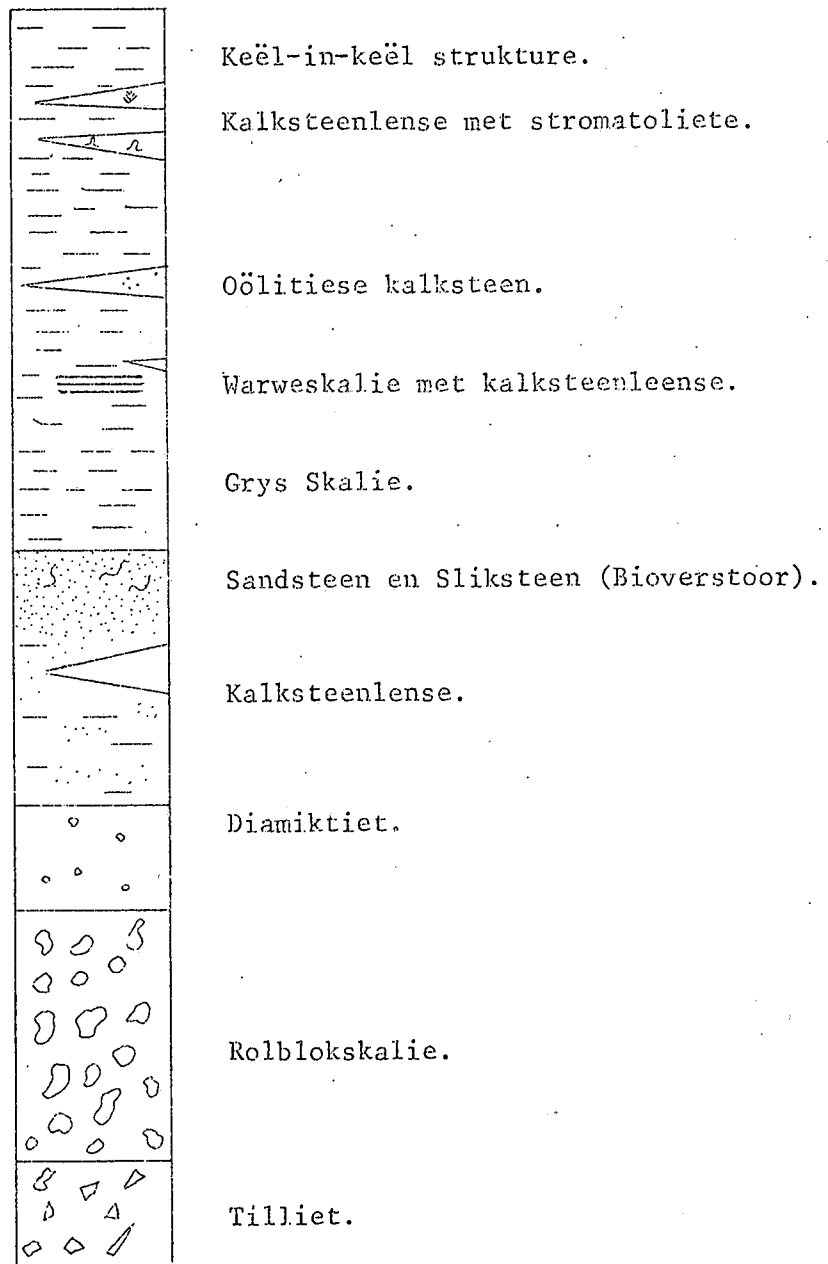 Keël-in-keël strukture.
Kalksteenlense met stromatoliete.
Oölitiese kalksteen.
Warweskalie met kalksteenleense.
Grys Skalie.
Sandsteen en Sliksteen (Bioverstoor).
Kalksteenlense.
Diamiktiet.
Rolblokskalie.
Tilliet.